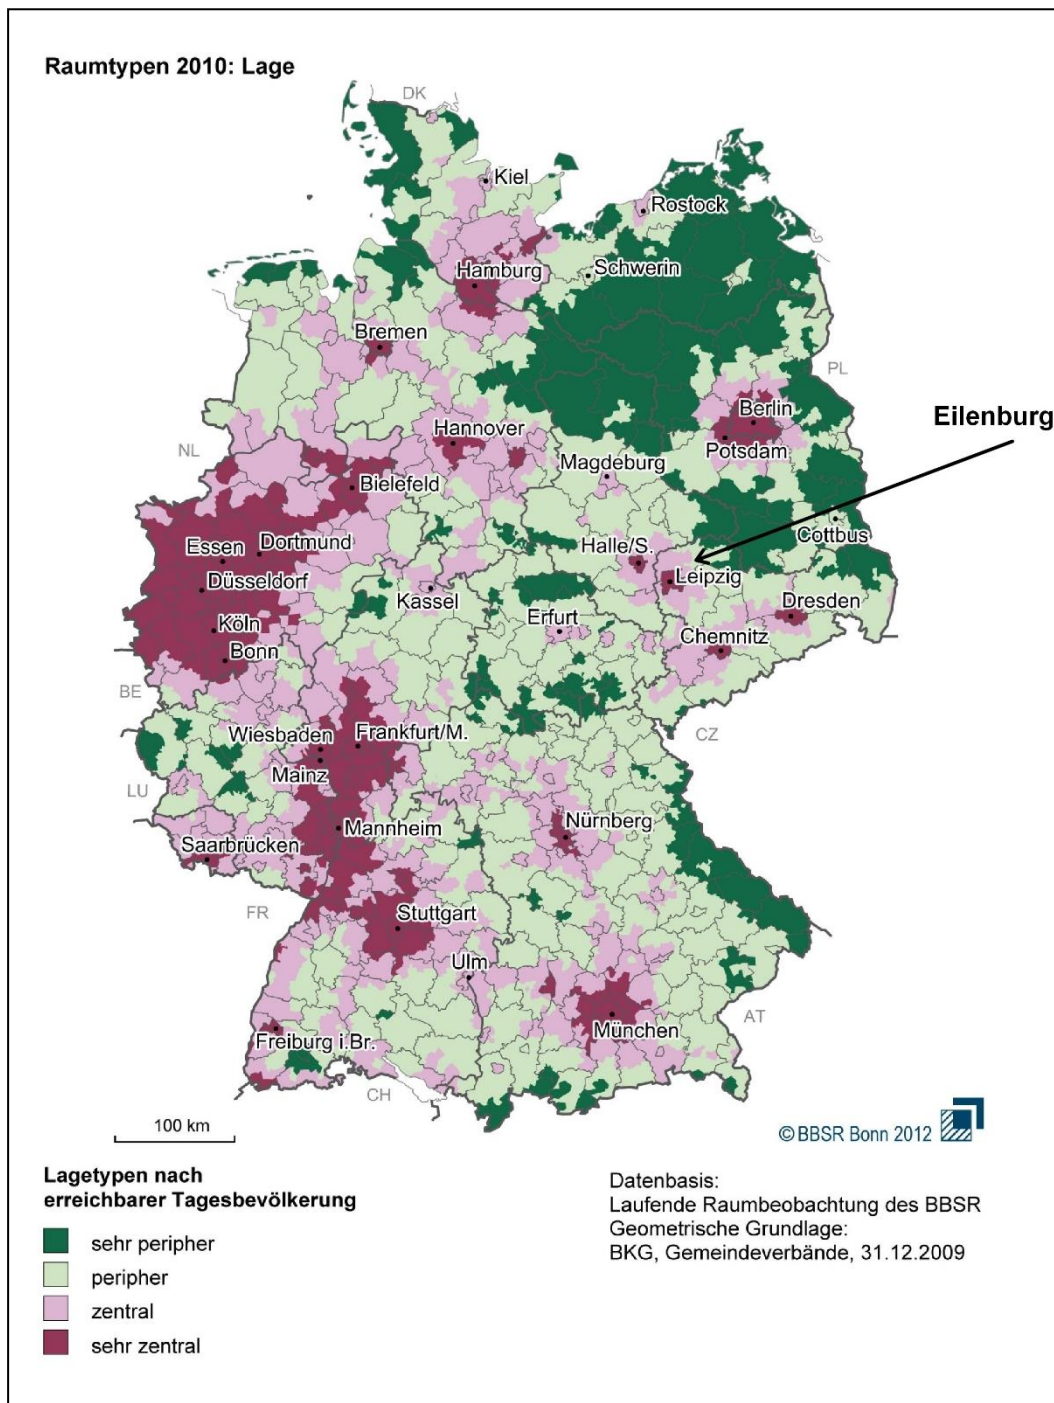 Raumtypen 2010: Lage
DK
Kiel
Rostock
Hamburg
Schwerin
Bremen
PL
Berlin
Eilenburg
Hannover
Potsdam
NL
Magdeburg
Bielefeld
Cottbus
Essen
Dortmund
Halle/S.
Düsseldorf
Leipzig
Kassel
Dresden
Köln
Erfurt
Chemnitz
Bonn
BE
Wiesbaden
Frankfurt/M.
CZ
Mainz
LU
Mannheim
Nürnberg
Saarbrücken
FR
Stuttgart
Ulm
München
AT
Freiburg i.Br.
CH
100 km
© BBSR Bonn 2012
Lagetypen nach
erreichbarer Tagesbevölkerung
sehr peripher
peripher
zentral
sehr zentral
Datenbasis:
Laufende Raumbeobachtung des BBSR
Geometrische Grundlage:
BKG, Gemeindeverbände, 31.12.2009